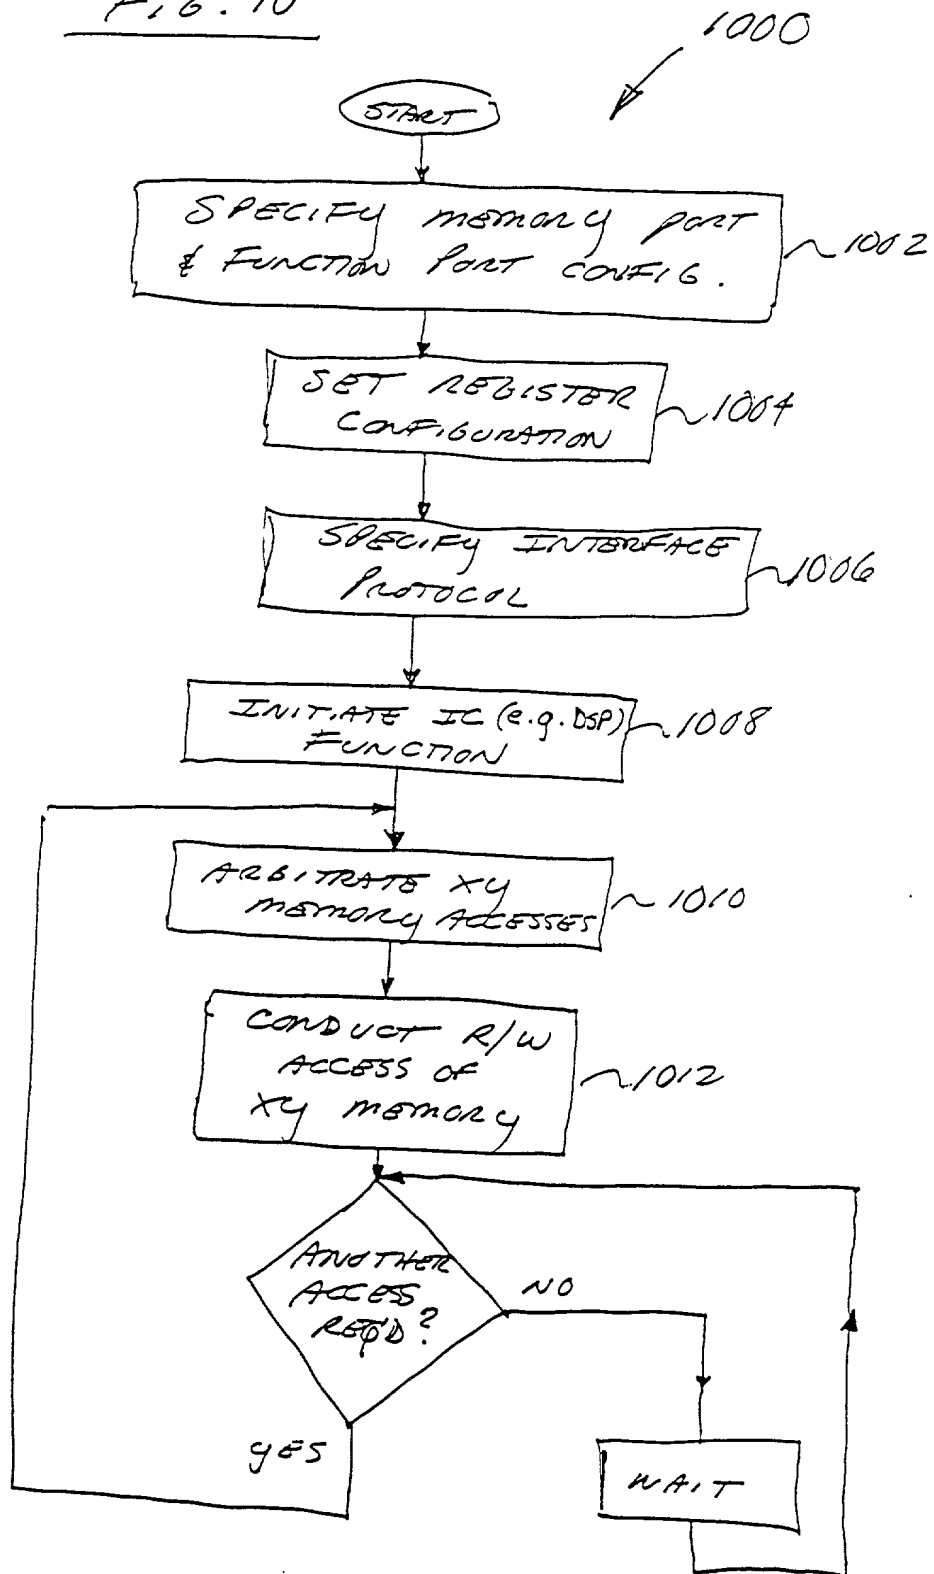 FIG. 10
1000
START
SPECIFY MEMORY PORT
& FUNCTION PORT CONFIG.
1002
SET REGISTER
CONFIGURATION
1004
SPECIFY INTERFACE
PROTOCOL
1006
INITIATE IC (e.g. DSP)
FUNCTION
1008
ARBITRATE XY
MEMORY ACCESSES
1010
CONDUCT R/W
ACCESS OF
XY MEMORY
1012
ANOTHER
ACCESS
REQ'D?
NO
YES
WAIT